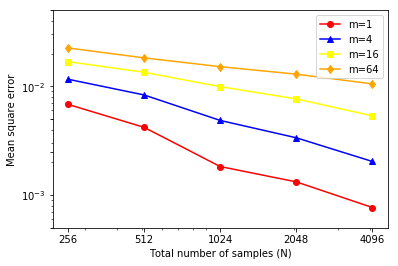 m=1
m=4
m=16
m=64
10⁻²
10⁻³
Mean square error
256 512 1024 2048 4096
Total number of samples (N)